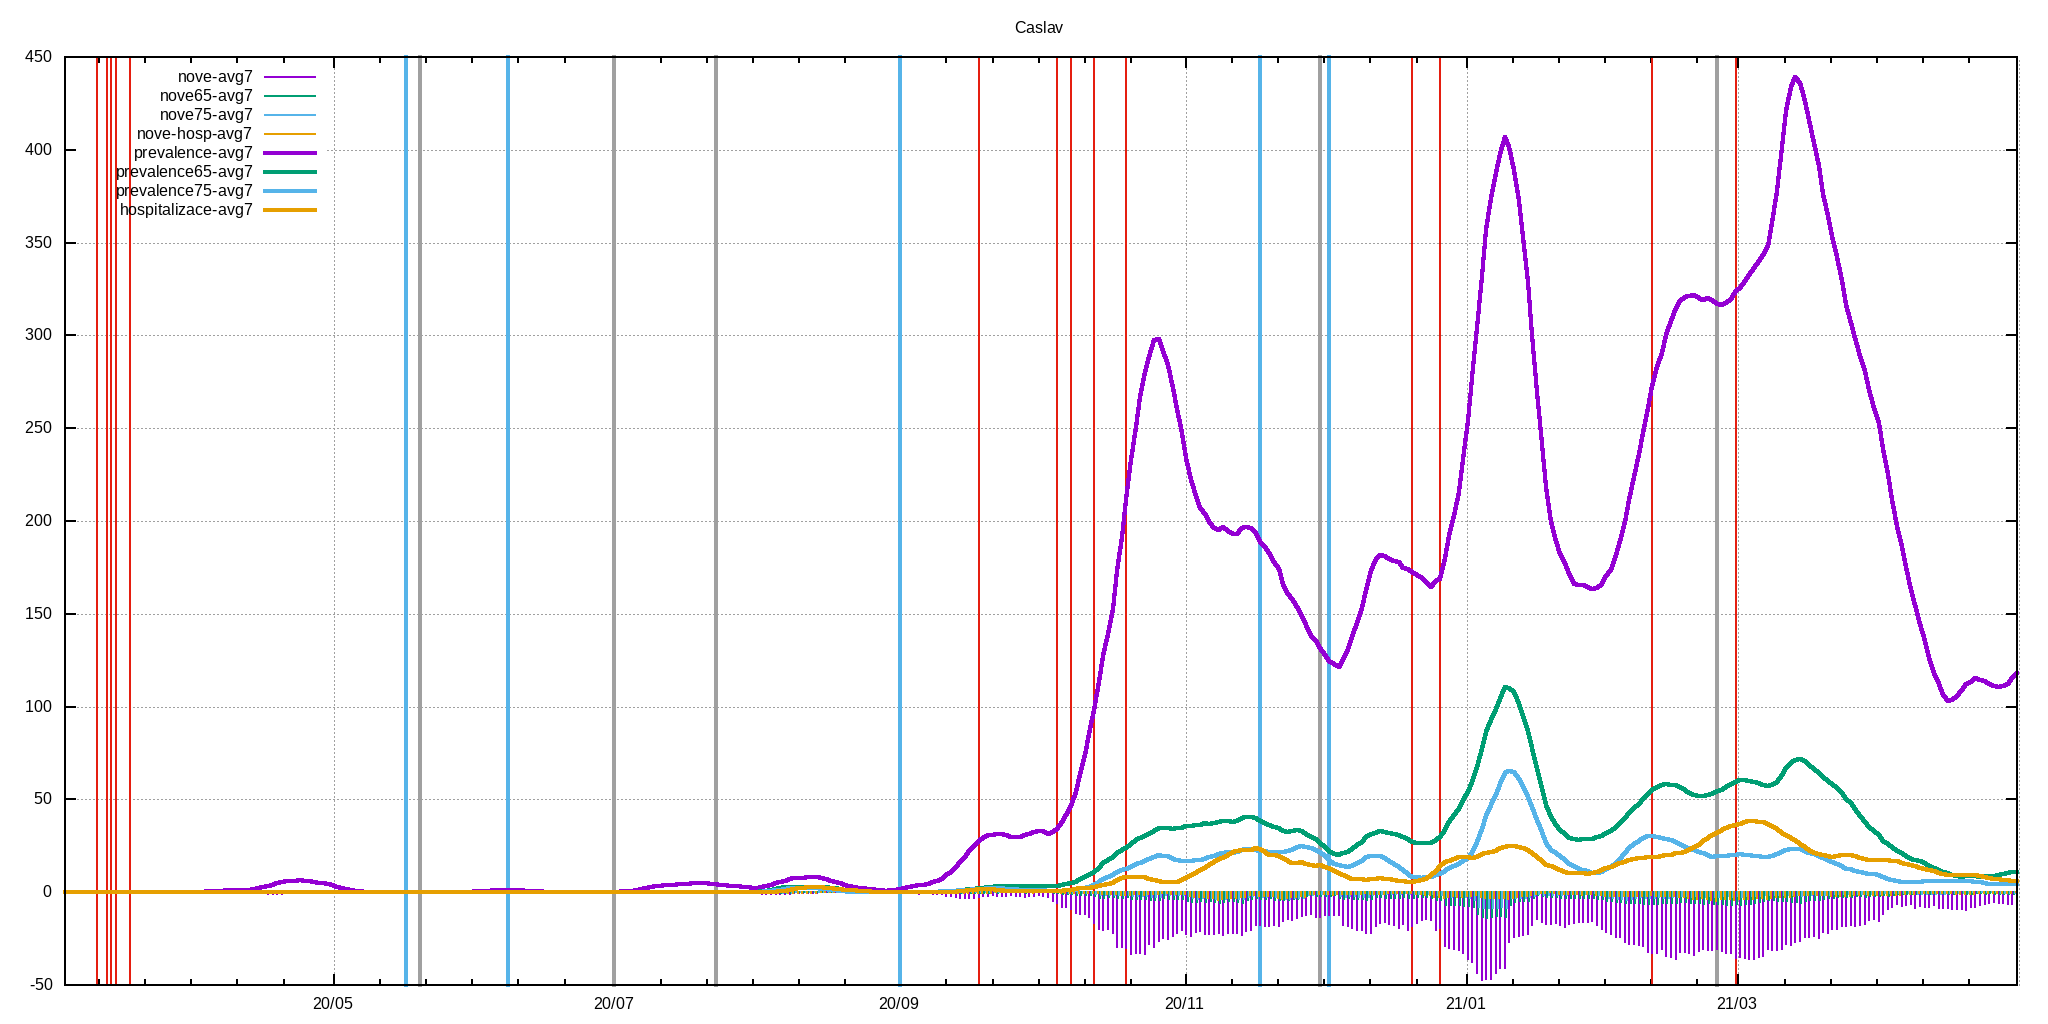 Caslav
450
400
350
300
250
200
150
100
50
0
-50
nove-avg7
nove65-avg7
nove75-avg7
nove-hosp-avg7
prevalence-avg7
prevalence65-avg7
prevalence75-avg7
hospitalizace-avg7
20/05
20/07
20/09
20/11
21/01
21/03